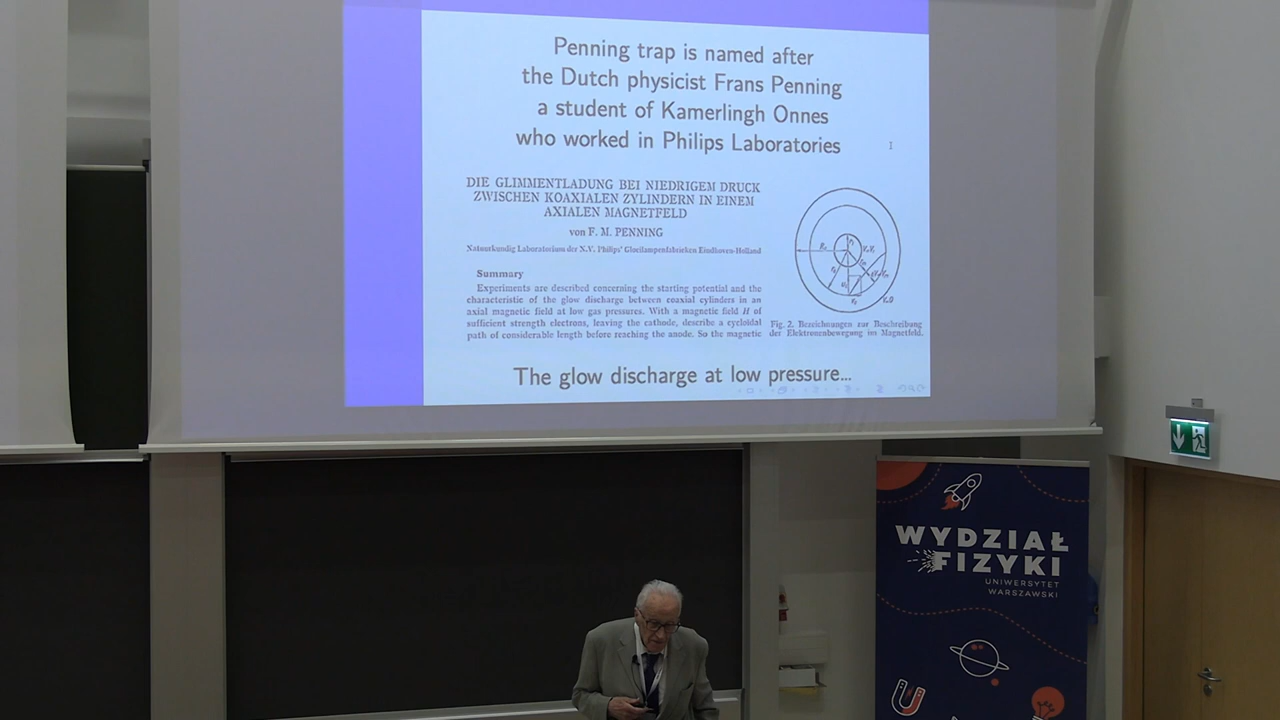 Penning trap is named after
the Dutch physicist Frans Penning
a student of Kamerlingh Onnes
who worked in Philips Laboratories
DIE GLIMMENTLADUNG BEI NIEDRIGEM DRUCK
ZWISCHEN KOAXIALEN ZYLINDERN IN EINEM
AXIALEN MAGNETFELD
von F. M. PENNING
Natuurkundig Laboratorium der N.V. Philips' Gloeilampenfabrieken Eindhoven-Holland
Summary
Experiments are described concerning the starting potential and the
characteristic of the glow discharge between coaxial cylinders in an
axial magnetic field at low gas pressures. With a magnetic field H of
sufficient strength electrons, leaving the cathode, describe a cycloidal
path of considerable length before reaching the anode. So the magnetic
Fig. 2. Bezeichnungen zur Beschreibung
der Elektronenbewegung im Magnetfeld.
The glow discharge at low pressure...
WYDZIAŁ
FIZYKI
UNIWERSYTET
WARSZAWSKI